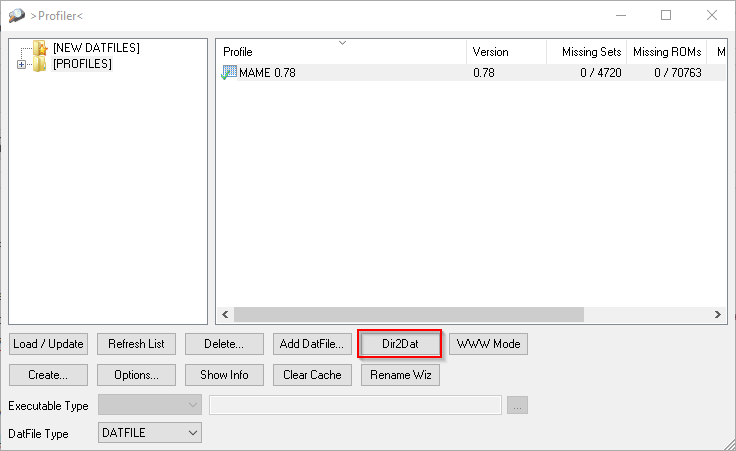 >Profiler<
[NEW DATFILES]
[PROFILES]
Profile Version Missing Sets Missing ROMs M
MAME 0.78 0.78 0 / 4720 0 / 70763
Load / Update Refresh List Delete... Add DatFile... Dir2Dat WWW Mode
Create... Options... Show Info Clear Cache Rename Wiz
Executable Type ...
DatFile Type DATFILE